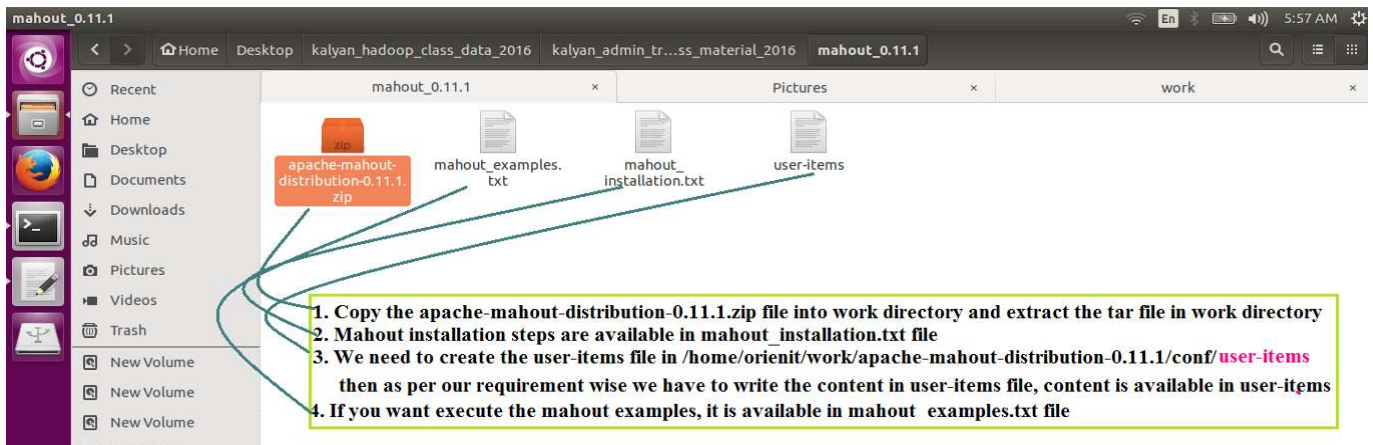 mahout_0.11.1
En
5:57 AM
Home Desktop kalyan_hadoop_class_data_2016 kalyan_admin_tr...ss_material_2016 mahout_0.11.1
mahout_0.11.1 × Pictures × work ×
Recent
Home
Desktop
Documents
Downloads
Music
Pictures
Videos
Trash
New Volume
New Volume
New Volume
zip
apache-mahout-
distribution-0.11.1.
zip
mahout_examples.
txt
mahout_
installation.txt
user-items
1. Copy the apache-mahout-distribution-0.11.1.zip file into work directory and extract the tar file in work directory
2. Mahout installation steps are available in mahout_installation.txt file
3. We need to create the user-items file in /home/orienit/work/apache-mahout-distribution-0.11.1/conf/user-items
then as per our requirement wise we have to write the content in user-items file, content is available in user-items
4. If you want execute the mahout examples, it is available in mahout_examples.txt file